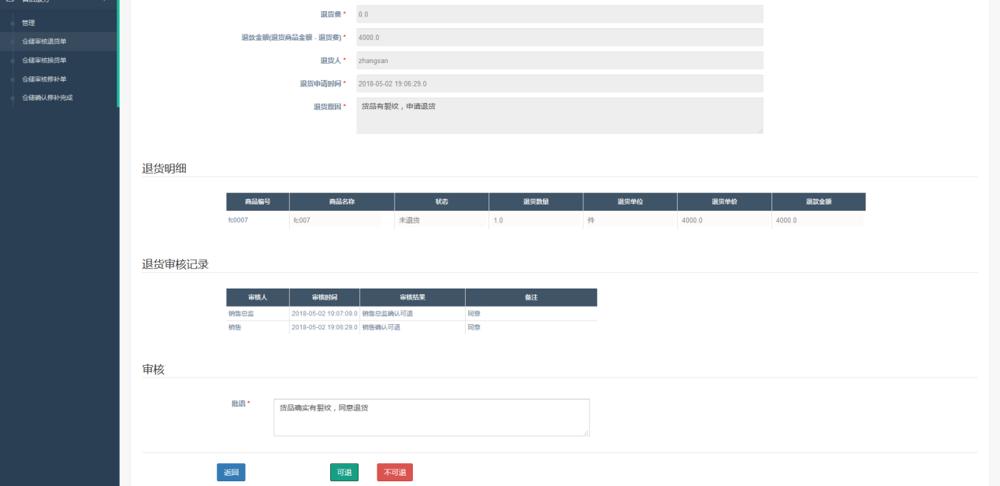 管理
仓储审核退货单
仓储审核换货单
仓储审核修补单
仓储确认修补完成
退货费 * 0.0
退款金额(退货商品金额 - 退货费) * 4000.0
退货人 * zhangsan
退货申请时间 * 2018-05-02 19:06:29.0
退货原因 * 货品有裂纹，申请退货
退货明细
商品编号 商品名称 状态 退货数量 退货单位 退货单价 退款金额
fc0007 fc007 未退货 1.0 件 4000.0 4000.0
退货审核记录
审核人 审核时间 审核结果 备注
销售总监 2018-05-02 19:07:09.0 销售总监确认可退 同意
销售 2018-05-02 19:06:29.0 销售确认可退 同意
审核
批语 * 货品确实有裂纹，同意退货
返回 可退 不可退